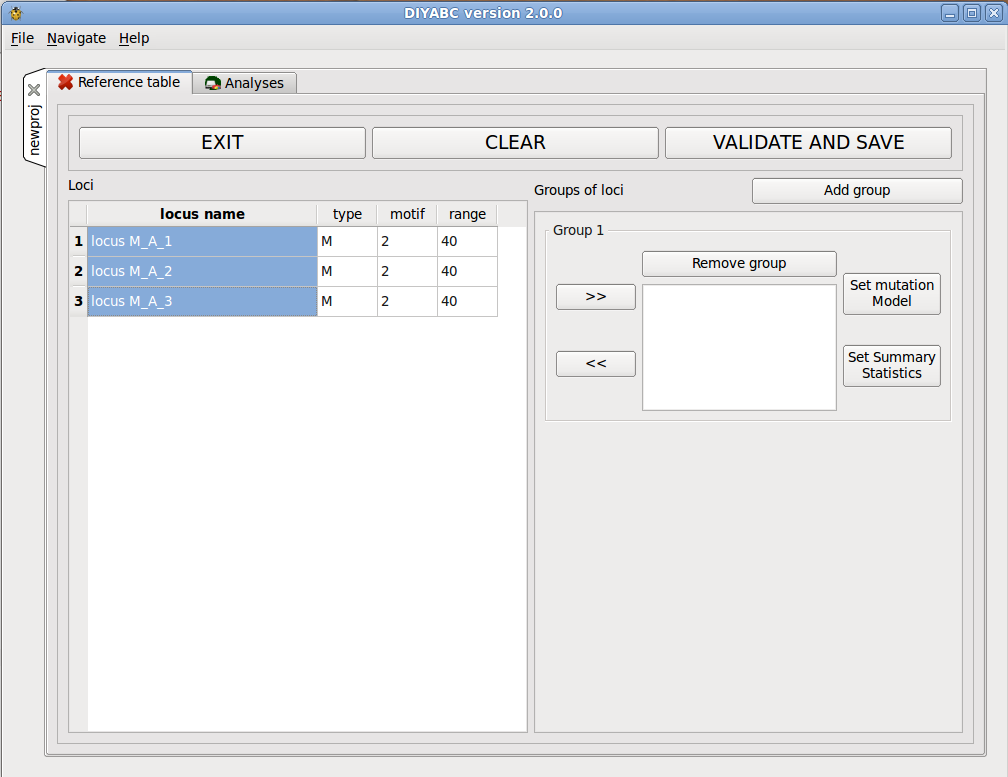 DIYABC version 2.0.0
File Navigate Help
newproj
Reference table Analyses
EXIT CLEAR VALIDATE AND SAVE
Loci
Groups of loci Add group
locus name type motif range
1 locus M_A_1 M 2 40
2 locus M_A_2 M 2 40
3 locus M_A_3 M 2 40
Group 1
Remove group
>>
<<
Set mutation
Model
Set Summary
Statistics